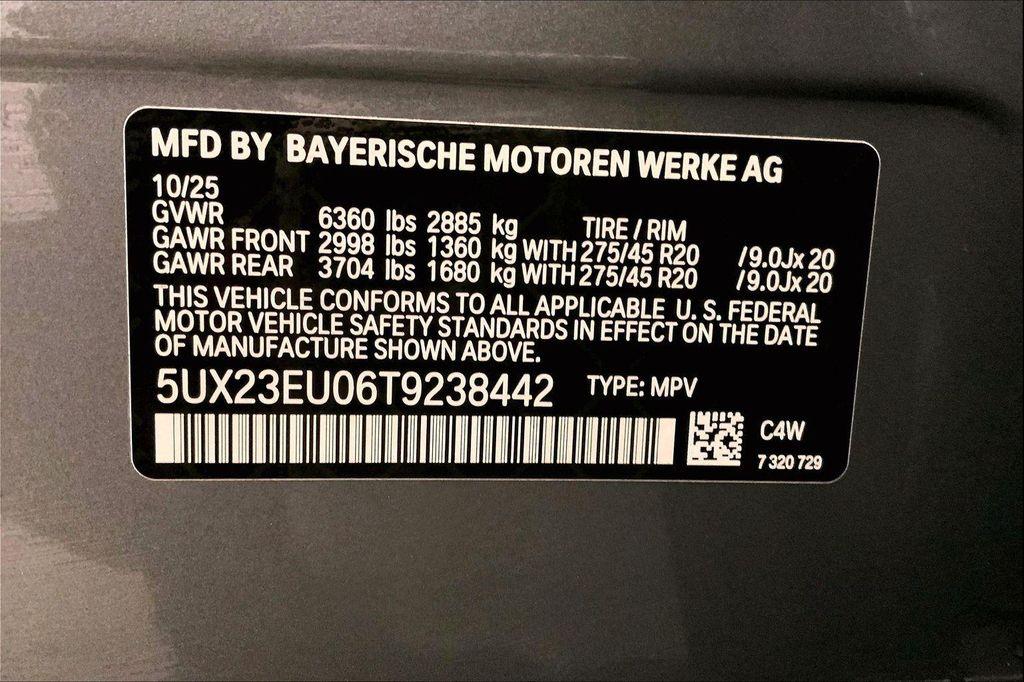 MFD BY BAYERISCHE MOTOREN WERKE AG
10/25
GVWR 6360 lbs 2885 kg TIRE / RIM
GAWR FRONT 2998 lbs 1360 kg WITH 275/45 R20 /9.0Jx 20
GAWR REAR 3704 lbs 1680 kg WITH 275/45 R20 /9.0Jx 20
THIS VEHICLE CONFORMS TO ALL APPLICABLE U. S. FEDERAL
MOTOR VEHICLE SAFETY STANDARDS IN EFFECT ON THE DATE
OF MANUFACTURE SHOWN ABOVE.
5UX23EU06T9238442 TYPE: MPV
C4W
7 320 729